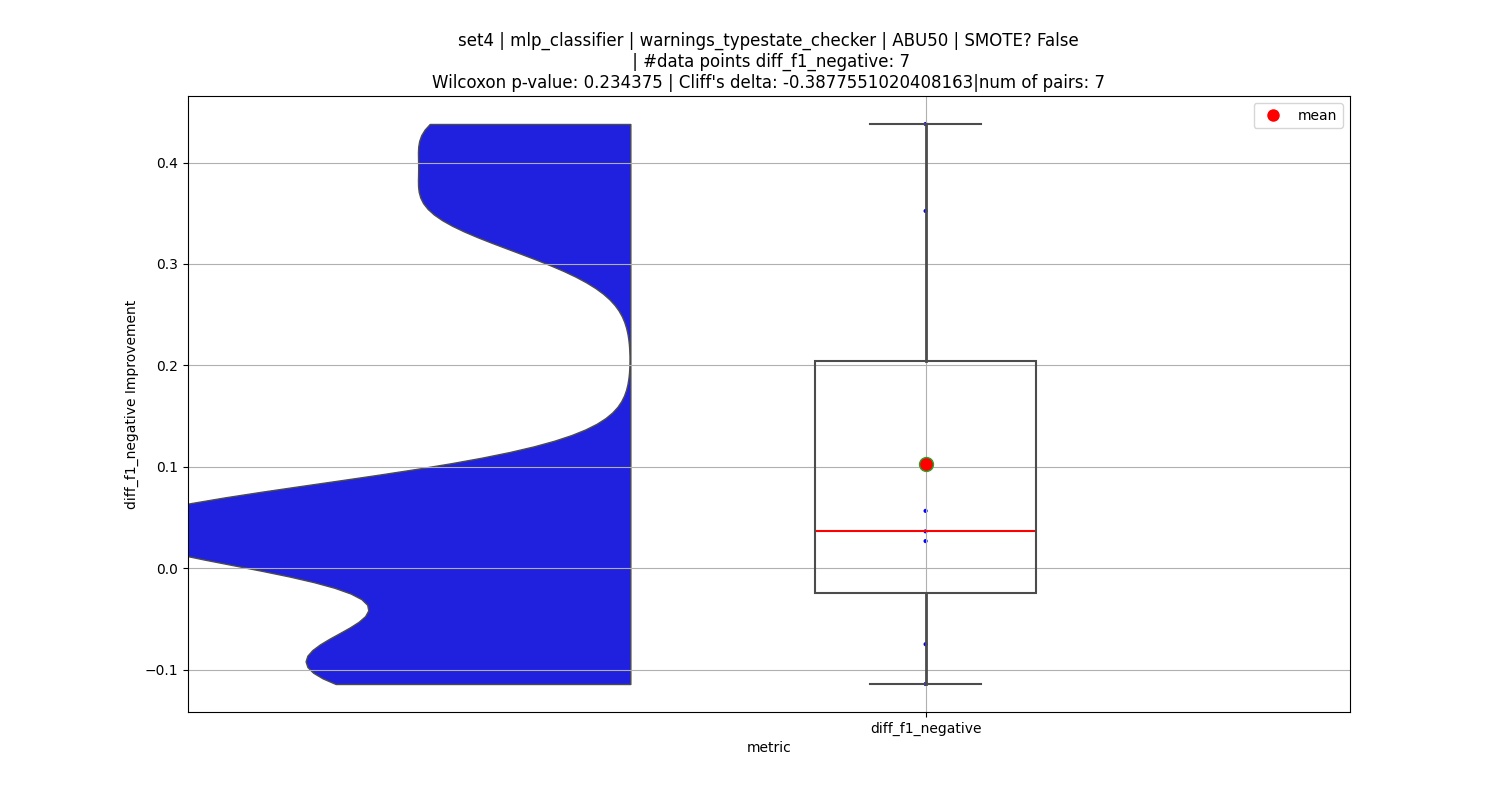 set4 | mlp_classifier | warnings_typestate_checker | ABU50 | SMOTE? False
| #data points diff_f1_negative: 7
Wilcoxon p-value: 0.234375 | Cliff's delta: -0.3877551020408163|num of pairs: 7
mean
0.4
0.3
0.2
0.1
0.0
−0.1
diff_f1_negative Improvement
diff_f1_negative
metric